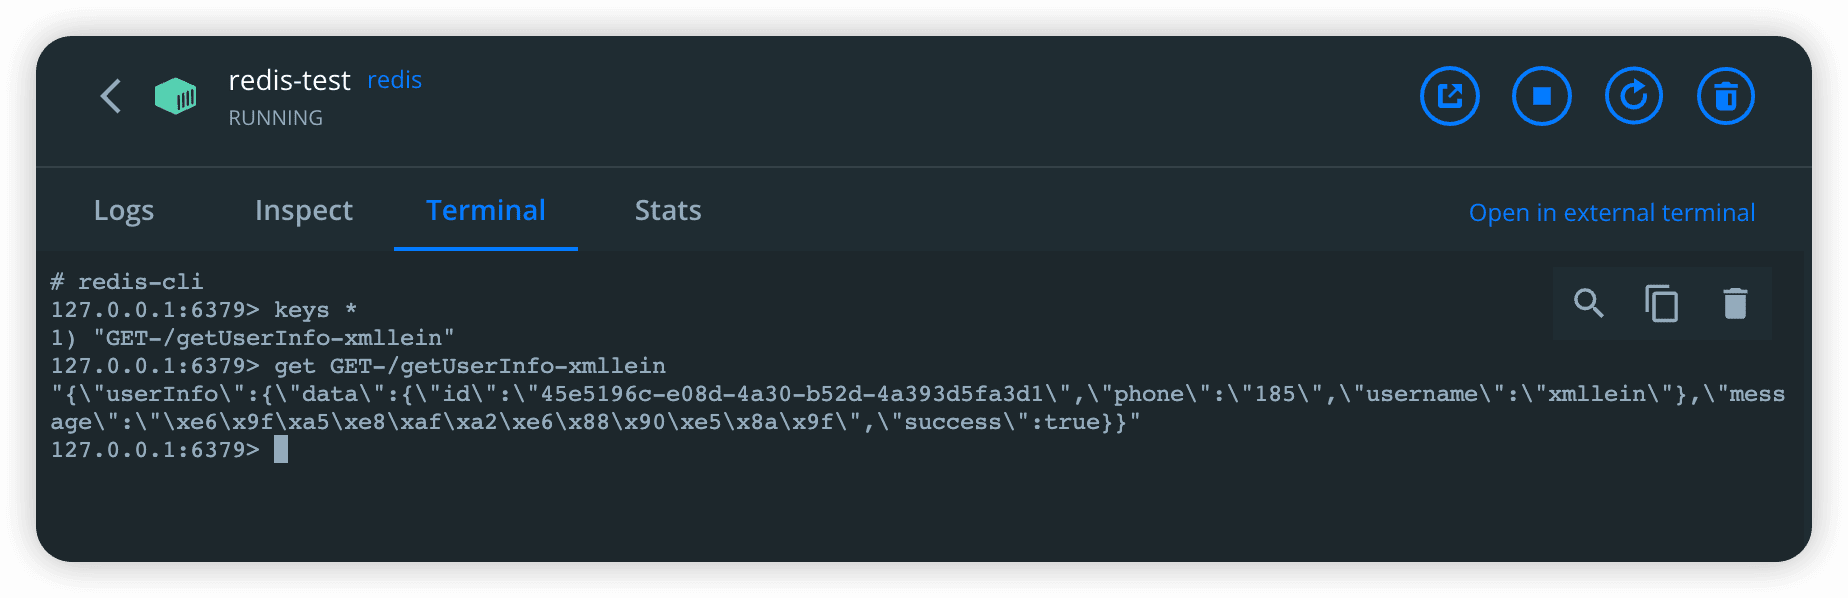 redis-test redis
RUNNING
Logs Inspect Terminal Stats Open in external terminal
# redis-cli
127.0.0.1:6379> keys *
1) "GET-/getUserInfo-xmllein"
127.0.0.1:6379> get GET-/getUserInfo-xmllein
"{\"userInfo\":{\"data\":{\"id\":\"45e5196c-e08d-4a30-b52d-4a393d5fa3d1\",\"phone\":\"185\",\"username\":\"xmllein\"},\"mess
age\":\"\xe6\x9f\xa5\xe8\xaf\xa2\xe6\x88\x90\xe5\x8a\x9f\",\"success\":true}}"
127.0.0.1:6379>